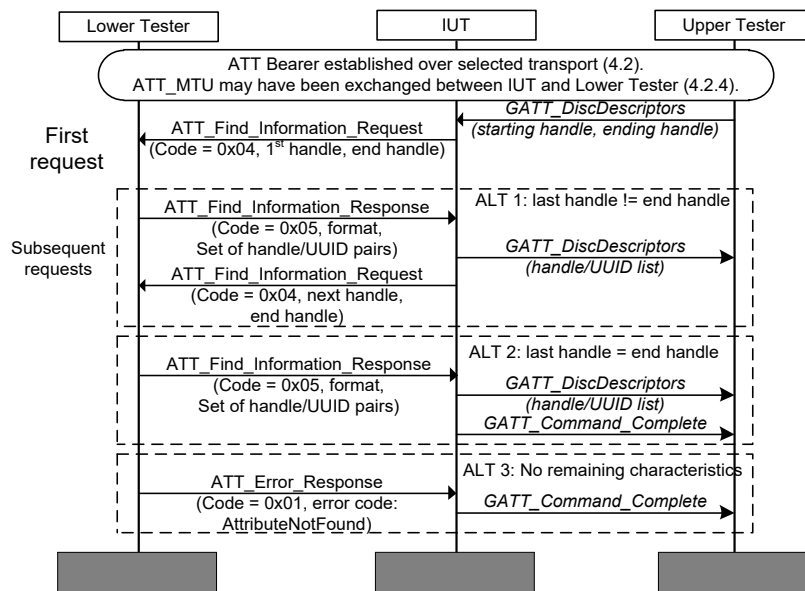 Lower Tester
IUT
Upper Tester
ATT Bearer established over selected transport (4.2).
ATT_MTU may have been exchanged between IUT and Lower Tester (4.2.4).
GATT_DiscDescriptors
(starting handle, ending handle)
First
request
ATT_Find_Information_Request
(Code = 0x04, 1st handle, end handle)
Subsequent
requests
ALT 1: last handle != end handle
ATT_Find_Information_Response
(Code = 0x05, format,
Set of handle/UUID pairs)
GATT_DiscDescriptors
(handle/UUID list)
ATT_Find_Information_Request
(Code = 0x04, next handle,
end handle)
ALT 2: last handle = end handle
ATT_Find_Information_Response
(Code = 0x05, format,
Set of handle/UUID pairs)
GATT_DiscDescriptors
(handle/UUID list)
GATT_Command_Complete
ALT 3: No remaining characteristics
ATT_Error_Response
(Code = 0x01, error code:
AttributeNotFound)
GATT_Command_Complete